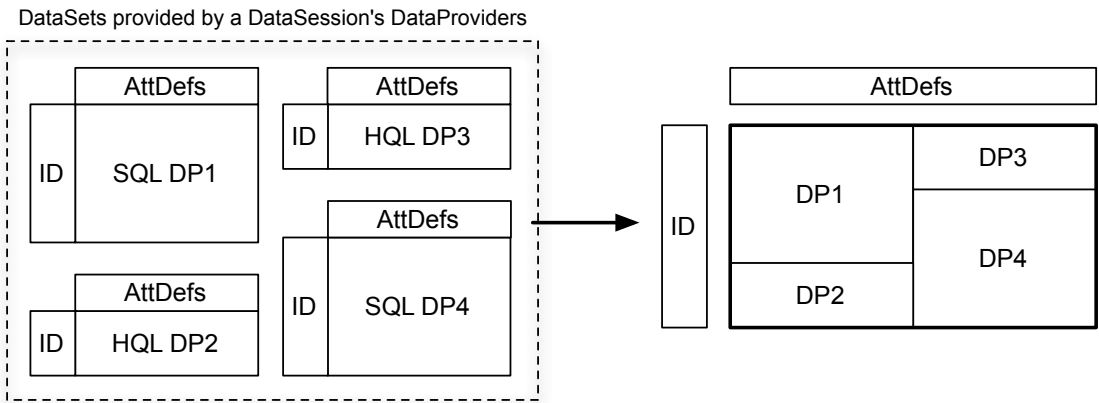 DataSets provided by a DataSession's DataProviders
AttDefs
ID
SQL DP1
AttDefs
ID
HQL DP3
AttDefs
ID
HQL DP2
AttDefs
ID
SQL DP4
AttDefs
ID
DP1
DP3
DP2
DP4